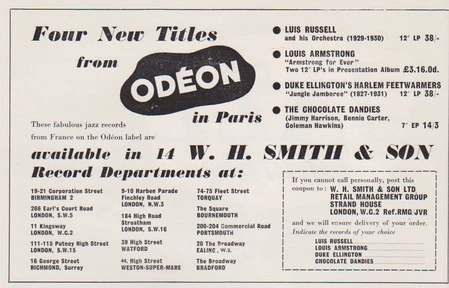 Four New Titles
from
ODÉON
in Paris
These fabulous jazz records
from France on the Odéon label are
● LUIS RUSSELL
and his Orchestra (1929-1930) 12" LP 38/-
● LOUIS ARMSTRONG
"Armstrong for Ever"
Two 12" LP's in Presentation Album £3.16.0d.
● DUKE ELLINGTON'S HARLEM FEETWARMERS
"Jungle Jamboree" (1927-1931) 12" LP 38/-
● THE CHOCOLATE DANDIES
(Jimmy Harrison, Bennie Carter,
Coleman Hawkins) 7" EP 14/3
available in 14 W. H. SMITH & SON
Record Departments at:
19-21 Corporation Street
BIRMINGHAM 2
266 Earl's Court Road
LONDON, S.W.5
11 Kingsway
LONDON, W.C.2
111-115 Putney High Street
LONDON, S.W.15
16 George Street
RICHMOND, Surrey
9-10 Harben Parade
Finchley Road
LONDON, N.W.3
184 High Road
Streatham
LONDON, S.W.16
39 High Street
WATFORD
44, High Street
WESTON-SUPER-MARE
74-75 Fleet Street
TORQUAY
The Square
BOURNEMOUTH
200-204 Commercial Road
PORTSMOUTH
20 The Broadway
EALING, W.5.
The Broadway
BRADFORD
If you cannot call personally, post this
coupon to: W. H. SMITH & SON LTD
RETAIL MANAGEMENT GROUP
STRAND HOUSE
LONDON, W.C.2 Ref.RMG/JVR
and we will ensure delivery of your order.
Indicate the records of your choice
LUIS RUSSELL
LOUIS ARMSTRONG
DUKE ELLINGTON
CHOCOLATE DANDIES